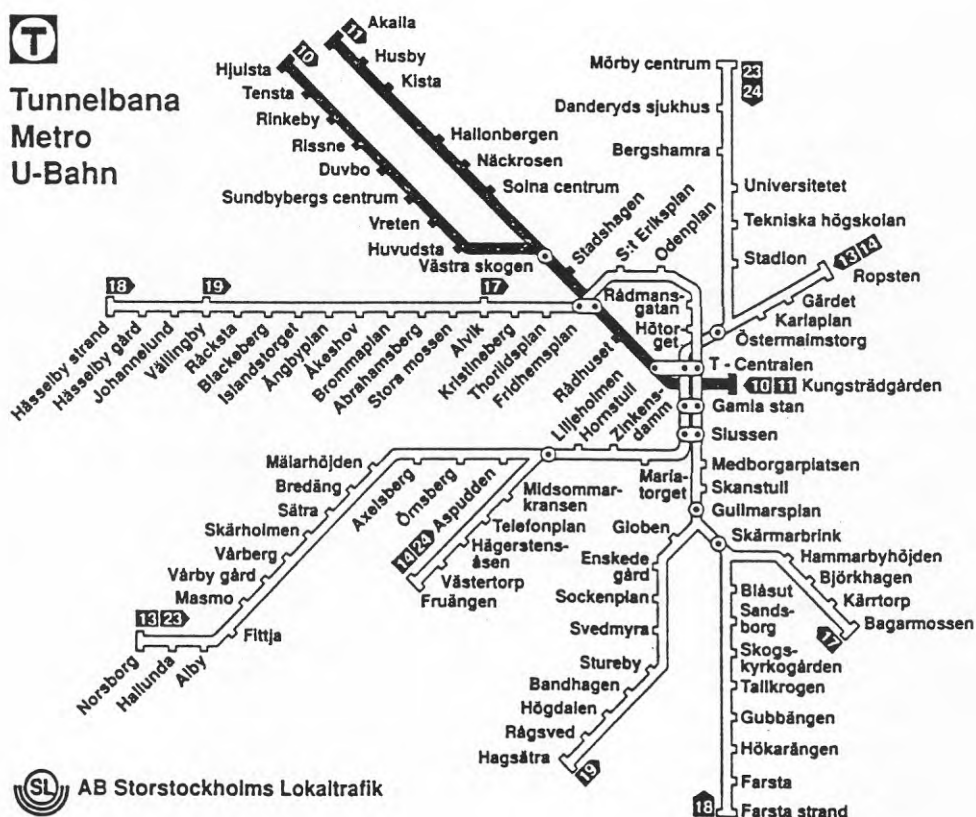 T
Tunnelbana
Metro
U-Bahn
11
Akalla
10
Husby
Hjulsta
Kista
Tensta
Rinkeby
Hallonbergen
Rissne
Näckrosen
Duvbo
Solna centrum
Sundbybergs centrum
Vreten
Huvudsta
Västra skogen
Stadshagen
S:t Eriksplan
Odenplan
Mörby centrum
23
24
Danderyds sjukhus
Bergshamra
Universitetet
Tekniska högskolan
Stadion
13 14
Ropsten
Gärdet
Karlaplan
Östermalmstorg
Rådmans-
gatan
Hötor-
get
T - Centralen
10 11 Kungsträdgården
Gamla stan
Slussen
18
19
17
Hässelby strand
Hässelby gård
Johannelund
Vällingby
Råcksta
Blackeberg
Islandstorget
Ängbyplan
Åkeshov
Brommaplan
Abrahamsberg
Stora mossen
Alvik
Kristineberg
Thorildsplan
Fridhemsplan
Rådhuset
Liljeholmen
Hornstull
Zinkens-
damm
Maria-
torget
Medborgarplatsen
Skanstull
Gullmarsplan
Skärmarbrink
Mälarhöjden
Bredäng
Sätra
Skärholmen
Vårberg
Vårby gård
Masmo
13 23
Fittja
Norsborg
Hallunda
Alby
Axelsberg
Örnsberg
Aspudden
14 24
Midsommar-
kransen
Telefonplan
Hägerstens-
åsen
Västertorp
Fruängen
Globen
Enskede
gård
Sockenplan
Svedmyra
Stureby
Bandhagen
Högdalen
Rågsved
Hagsätra
19
Hammarbyhöjden
Björkhagen
Kärrtorp
Bagarmossen
17
Blåsut
Sands-
borg
Skogs-
kyrkogården
Tallkrogen
Gubbängen
Hökarängen
Farsta
18 Farsta strand
SL AB Storstockholms Lokaltrafik